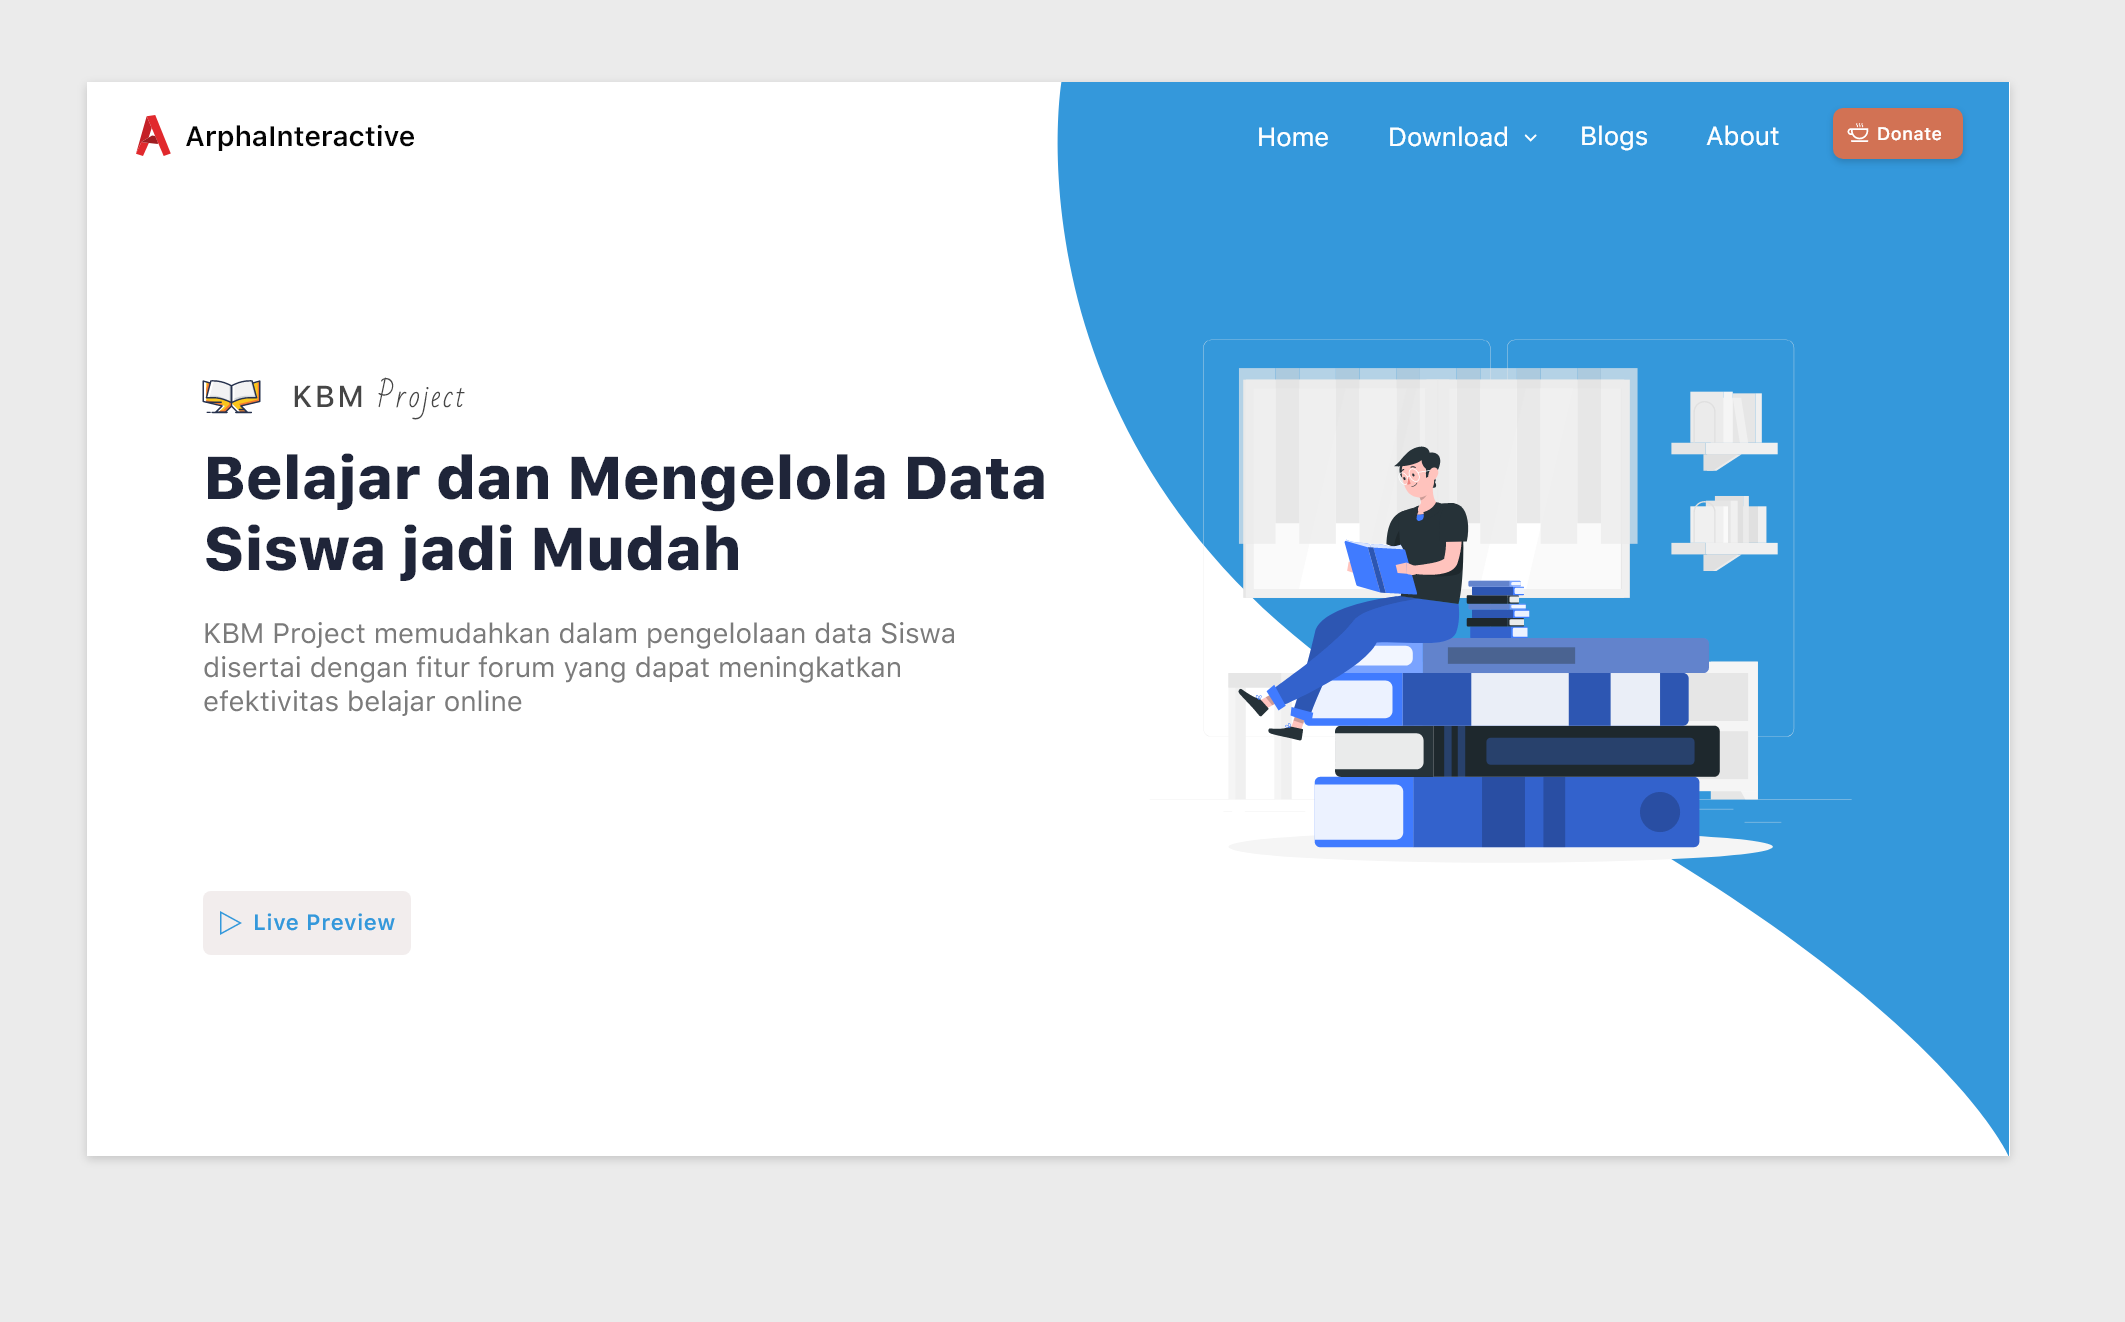 ArphaInteractive
Home Download Blogs About Donate
KBM Project
Belajar dan Mengelola Data
Siswa jadi Mudah
KBM Project memudahkan dalam pengelolaan data Siswa
disertai dengan fitur forum yang dapat meningkatkan
efektivitas belajar online
Live Preview